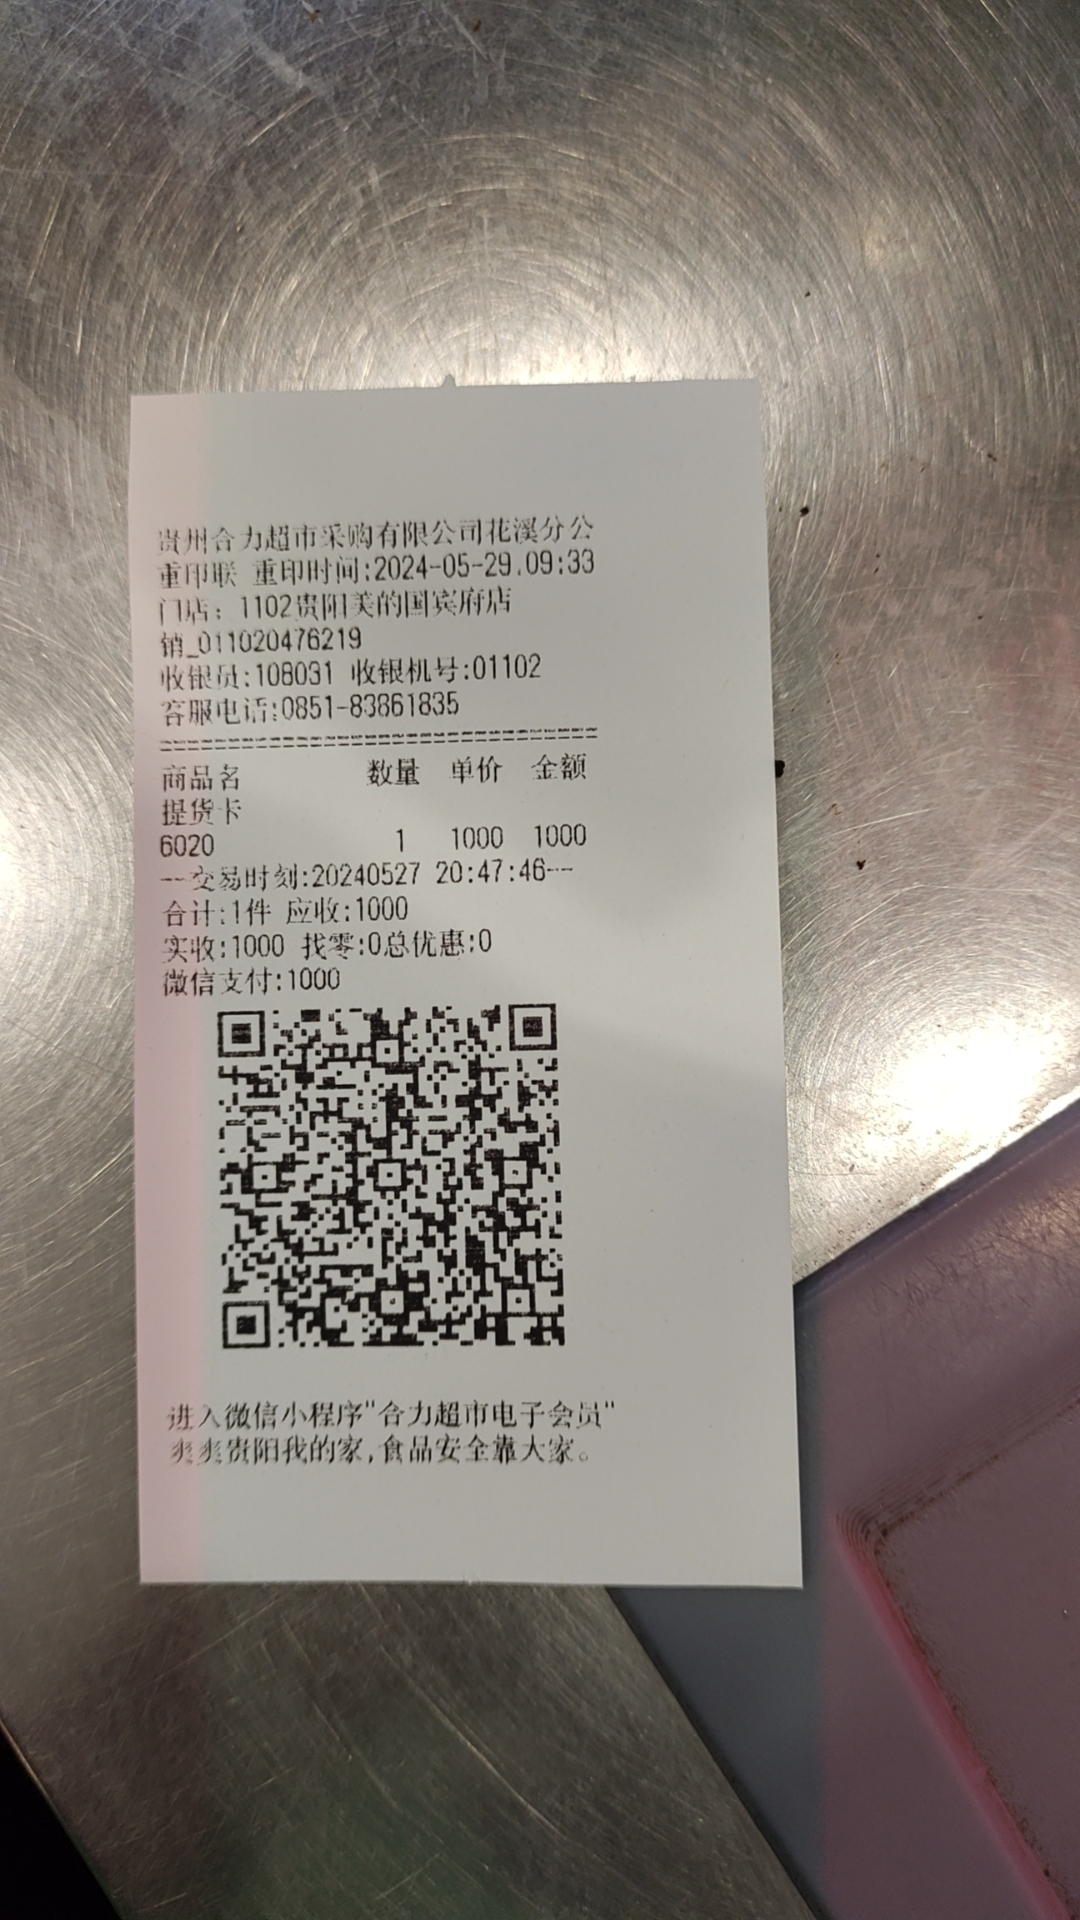 贵州合力超市采购有限公司花溪分公
重印联 重印时间:2024-05-29.09:33
门店：1102贵阳美的国宾府店
销_011020476219
收银员:108031 收银机号:01102
客服电话:0851-83861835
商品名 数量 单价 金额
提货卡
6020 1 1000 1000
--交易时刻:20240527 20:47:46---
合计:1件 应收:1000
实收:1000 找零:0总优惠:0
微信支付:1000
进入微信小程序"合力超市电子会员"
爽爽贵阳我的家,食品安全靠大家。